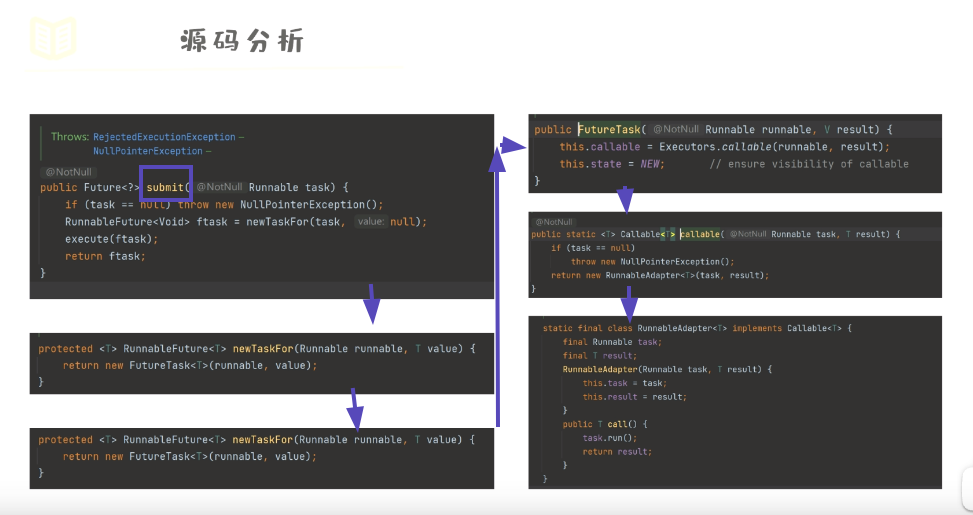 源码分析
Throws: RejectedExecutionException –
NullPointerException –
@NotNull
public Future<?> submit( @NotNull Runnable task) {
if (task == null) throw new NullPointerException();
RunnableFuture<Void> ftask = newTaskFor(task, value: null);
execute(ftask);
return ftask;
}
protected <T> RunnableFuture<T> newTaskFor(Runnable runnable, T value) {
return new FutureTask<T>(runnable, value);
}
protected <T> RunnableFuture<T> newTaskFor(Runnable runnable, T value) {
return new FutureTask<T>(runnable, value);
}
public FutureTask( @NotNull Runnable runnable, V result) {
this.callable = Executors.callable(runnable, result);
this.state = NEW; // ensure visibility of callable
}
@NotNull
public static <T> Callable<T> callable( @NotNull Runnable task, T result) {
if (task == null)
throw new NullPointerException();
return new RunnableAdapter<T>(task, result);
}
static final class RunnableAdapter<T> implements Callable<T> {
final Runnable task;
final T result;
RunnableAdapter(Runnable task, T result) {
this.task = task;
this.result = result;
}
public T call() {
task.run();
return result;
}
}